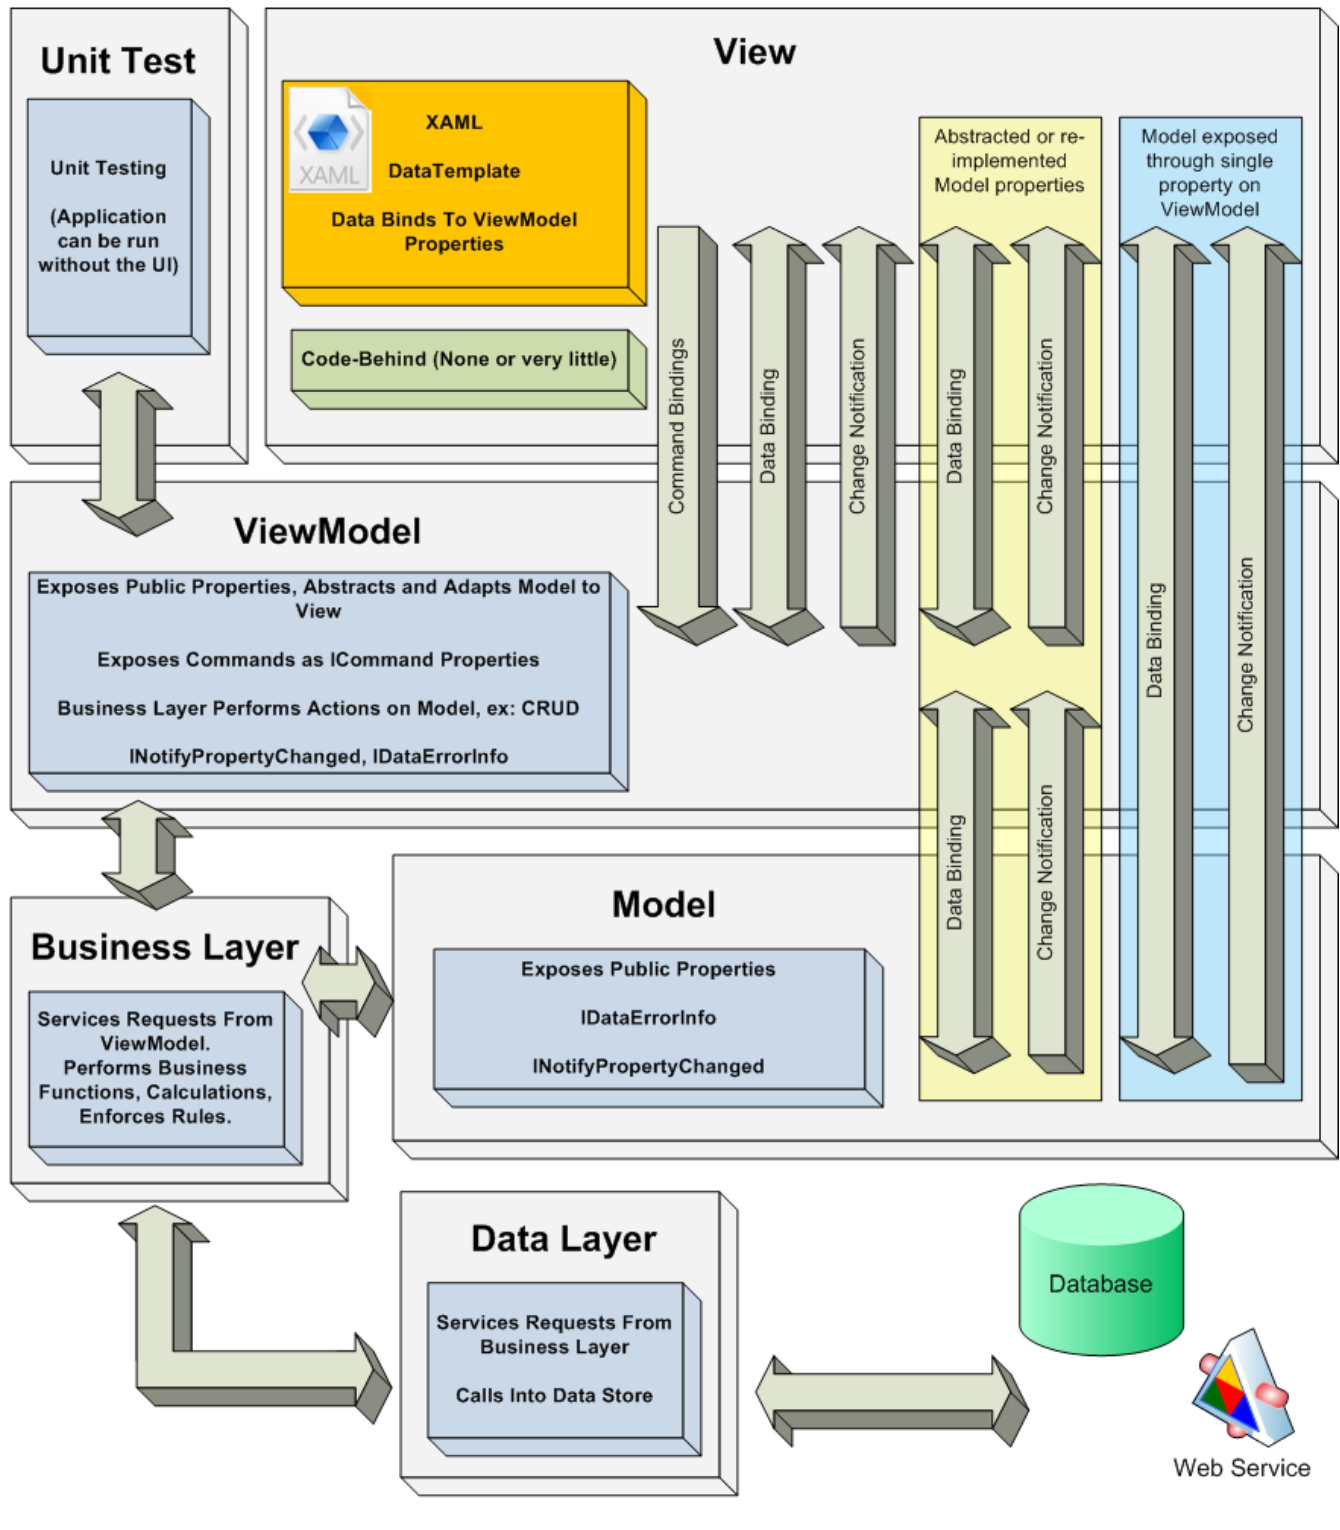 Unit Test
Unit Testing
(Application
can be run
without the UI)
View
XAML
XAML
DataTemplate
Data Binds To ViewModel
Properties
Code-Behind (None or very little)
Command Bindings
Data Binding
Change Notification
Abstracted or re-
implemented
Model properties
Data Binding
Change Notification
Data Binding
Change Notification
Model exposed
through single
property on
ViewModel
Data Binding
Change Notification
ViewModel
Exposes Public Properties, Abstracts and Adapts Model to
View
Exposes Commands as ICommand Properties
Business Layer Performs Actions on Model, ex: CRUD
INotifyPropertyChanged, IDataErrorInfo
Business Layer
Services Requests From
ViewModel.
Performs Business
Functions, Calculations,
Enforces Rules.
Model
Exposes Public Properties
IDataErrorInfo
INotifyPropertyChanged
Data Layer
Services Requests From
Business Layer
Calls Into Data Store
Database
Web Service